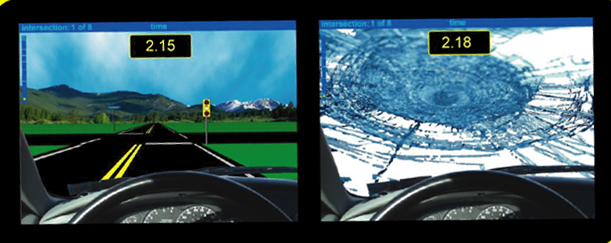 Intersection: 1 of 8 time
2.15
Intersection: 1 of 8 time
2.18